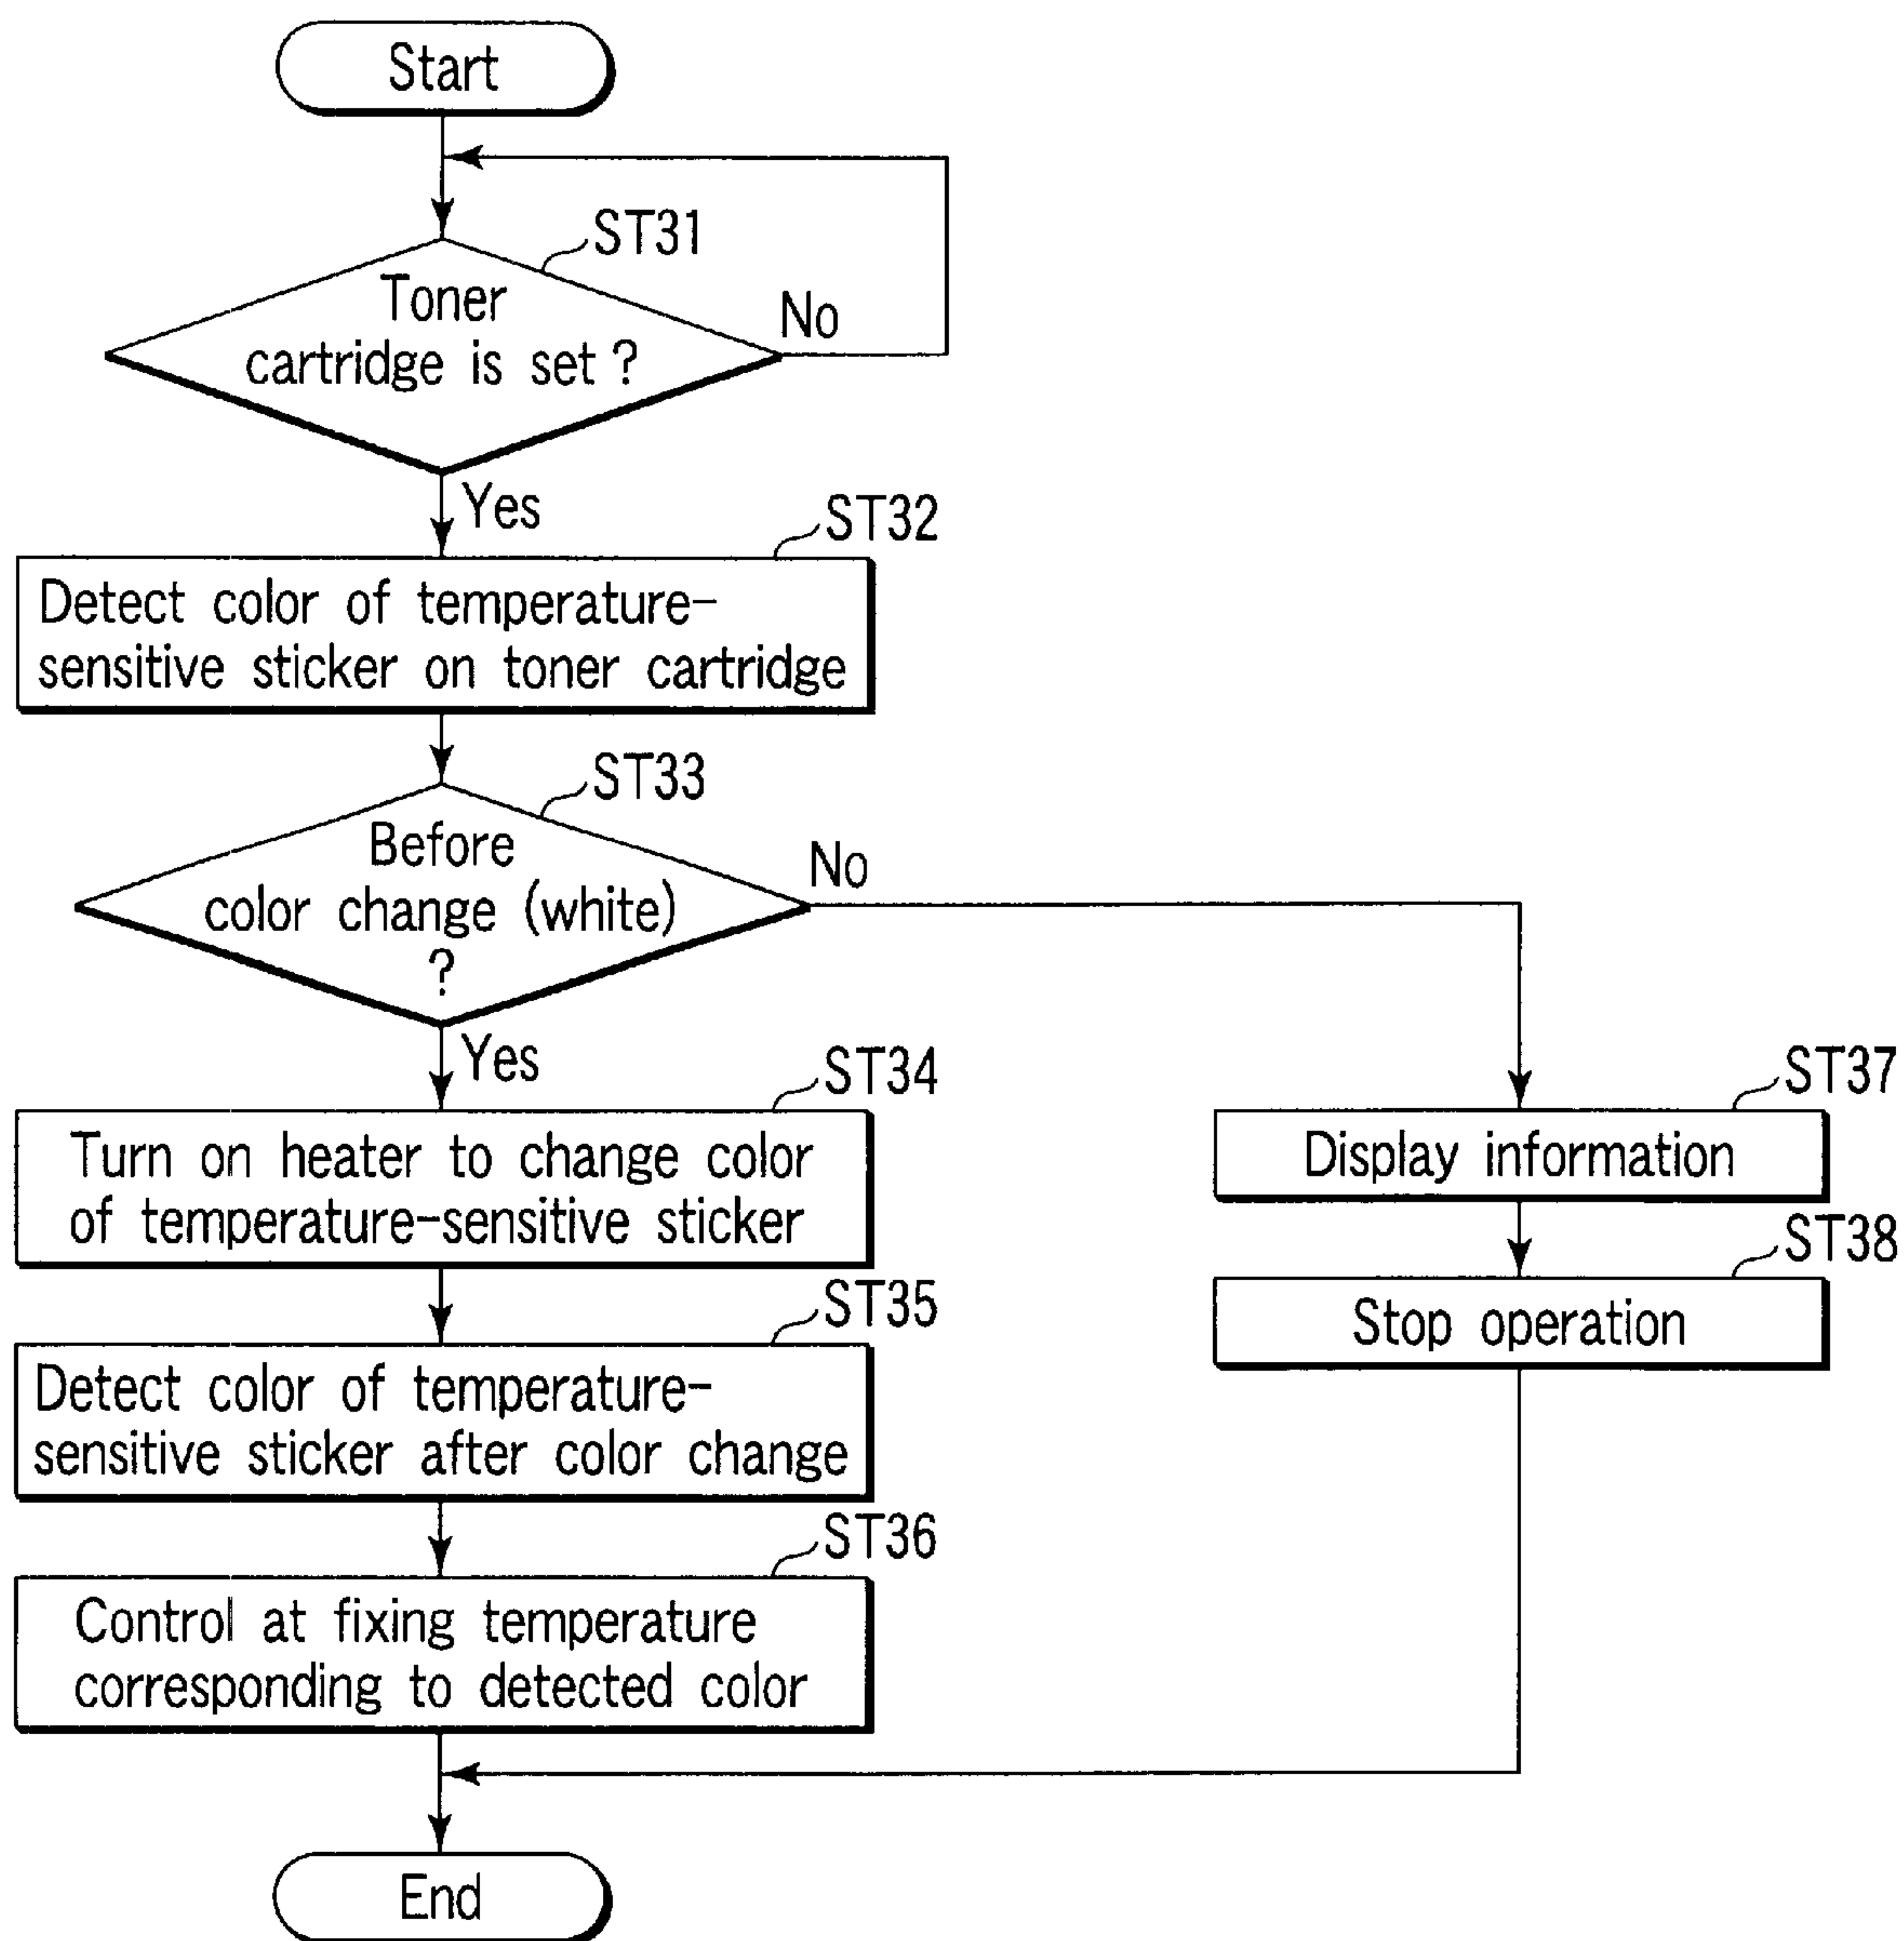 Start
ST31
Toner
cartridge is set ?
No
Yes
ST32
Detect color of temperature-
sensitive sticker on toner cartridge
ST33
Before
color change (white)
?
No
Yes
ST34
Turn on heater to change color
of temperature-sensitive sticker
ST37
Display information
ST38
Stop operation
ST35
Detect color of temperature-
sensitive sticker after color change
ST36
Control at fixing temperature
corresponding to detected color
End